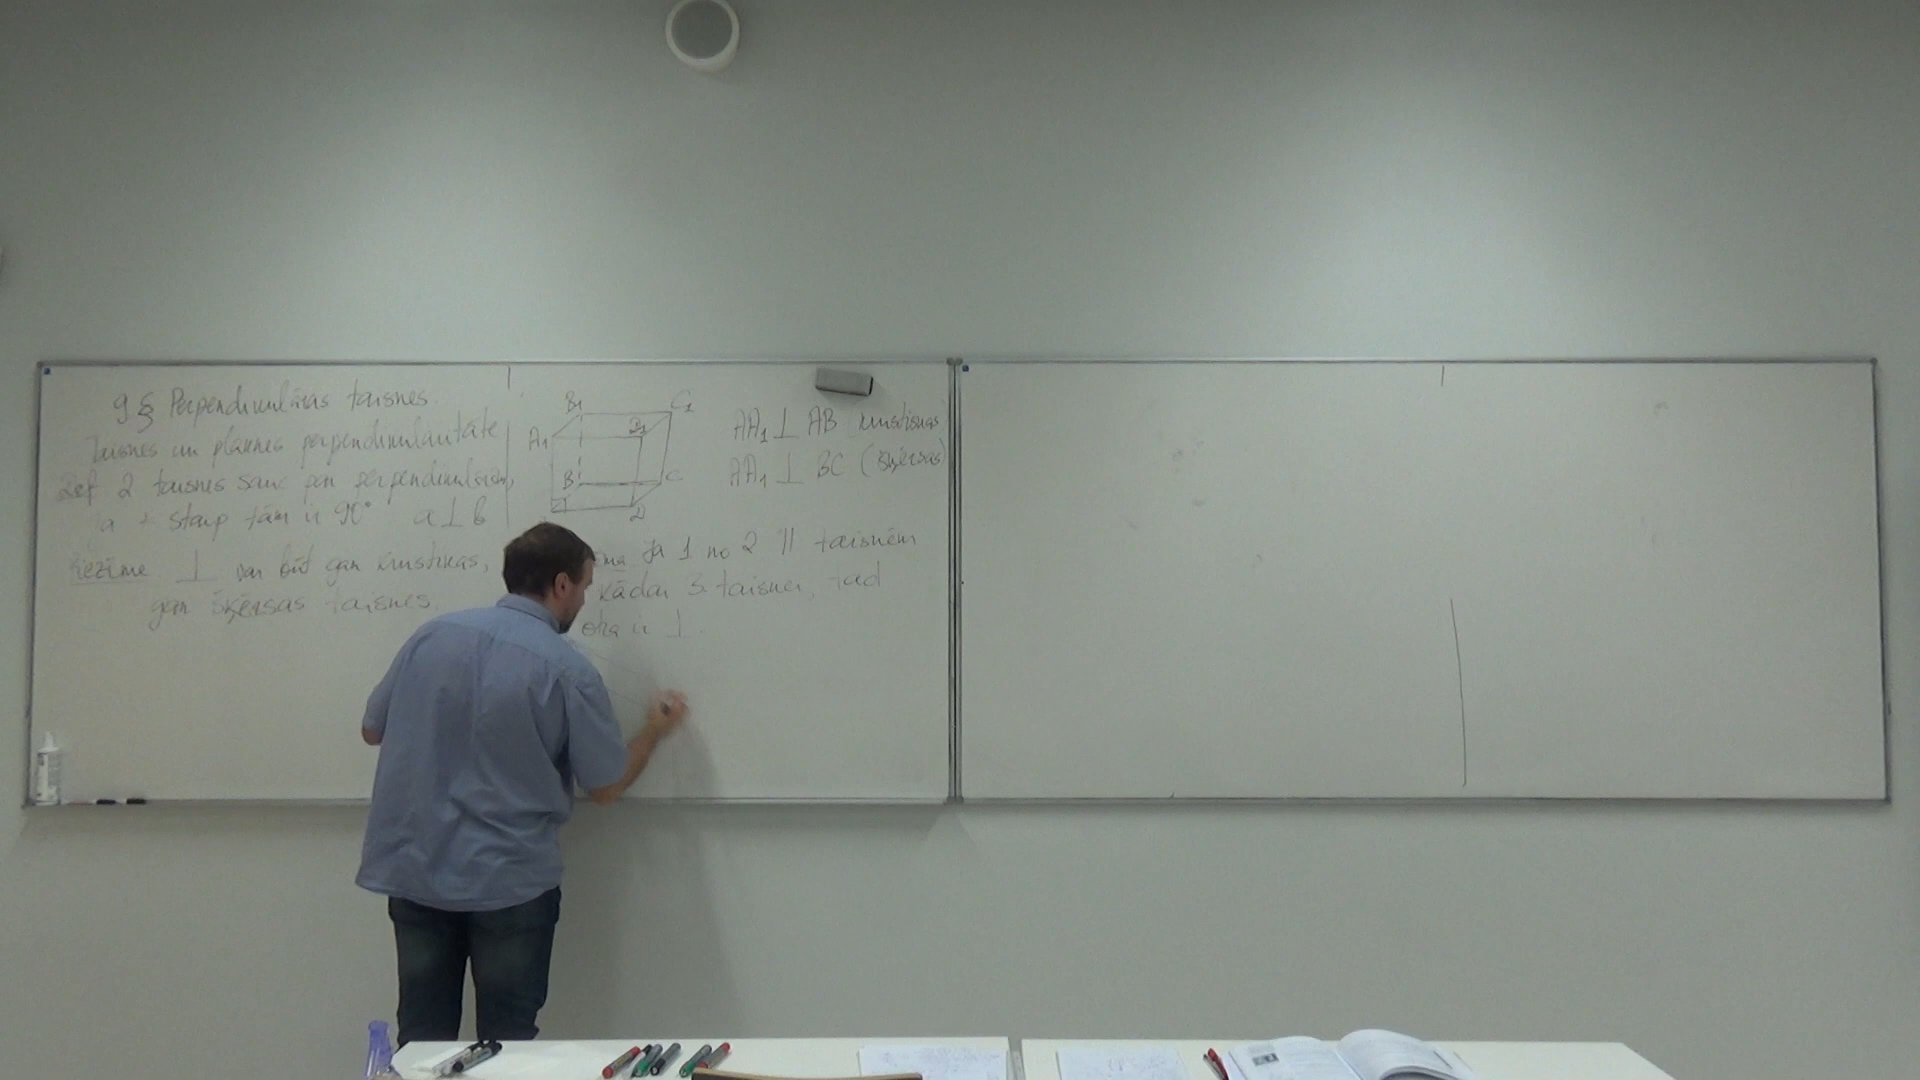 9 § Perpendikulāras taisnes.
Taisnes un plaknes perpendikularitāte
Def 2 taisnes sauc par perpendikulārām,
ja ∠ starp tām ir 90° a ⊥ b
Piezīme ⊥ var būt gan krustiskas,
gan šķērsas taisnes.
B₁ C₁
A₁ D₁
B C
D
AA₁ ⊥ AB krustiskas
AA₁ ⊥ BC (šķērsas)
ma Ja 1 no 2 || taisnēm
kādai 3. taisnei, tad
otra ir ⊥.